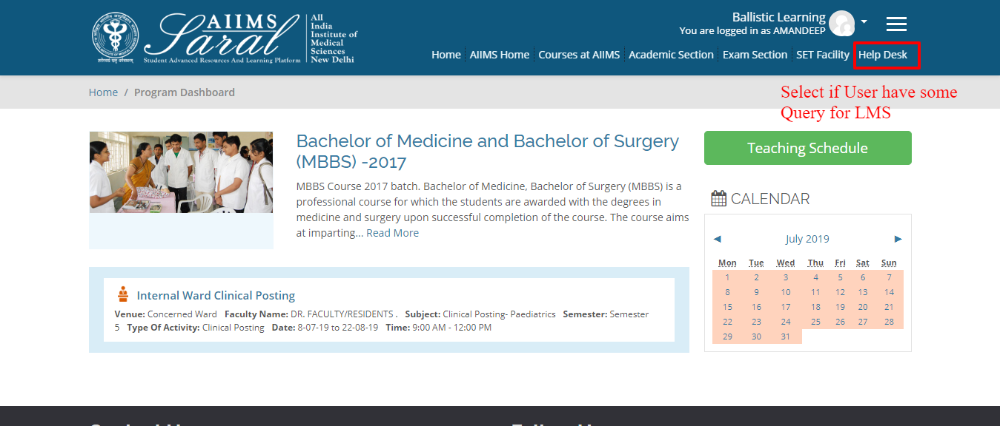 AIIMS
Saral
Student Advanced Resources And Learning Platform
All
India
Institute of
Medical
Sciences
New Delhi
Ballistic Learning
You are logged in as AMANDEEP
Home AIIMS Home Courses at AIIMS Academic Section Exam Section SET Facility Help Desk
Home / Program Dashboard
Select if User have some
Query for LMS
Bachelor of Medicine and Bachelor of Surgery
(MBBS) -2017
MBBS Course 2017 batch. Bachelor of Medicine, Bachelor of Surgery (MBBS) is a
professional course for which the students are awarded with the degrees in
medicine and surgery upon successful completion of the course. The course aims
at imparting... Read More
Teaching Schedule
CALENDAR
July 2019
Mon Tue Wed Thu Fri Sat Sun
1 2 3 4 5 6 7
8 9 10 11 12 13 14
15 16 17 18 19 20 21
22 23 24 25 26 27 28
29 30 31
Internal Ward Clinical Posting
Venue: Concerned Ward Faculty Name: DR. FACULTY/RESIDENTS . Subject: Clinical Posting- Paediatrics Semester: Semester
5 Type Of Activity: Clinical Posting Date: 8-07-19 to 22-08-19 Time: 9:00 AM - 12:00 PM